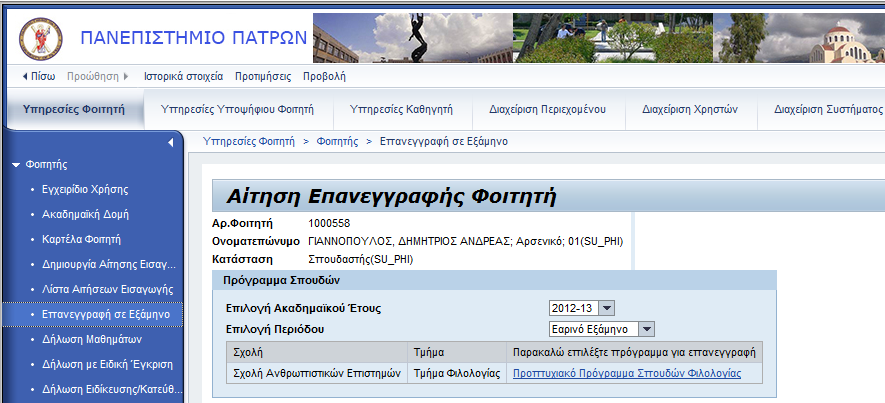 ΠΑΝΕΠΙΣΤΗΜΙΟ ΠΑΤΡΩΝ
Πίσω Προώθηση Ιστορικά στοιχεία Προτιμήσεις Προβολή
Υπηρεσίες Φοιτητή Υπηρεσίες Υποψήφιου Φοιτητή Υπηρεσίες Καθηγητή Διαχείριση Περιεχομένου Διαχείριση Χρηστών Διαχείριση Συστήματος
Υπηρεσίες Φοιτητή > Φοιτητής > Επανεγγραφή σε Εξάμηνο
Φοιτητής
• Εγχειρίδιο Χρήσης
• Ακαδημαϊκή Δομή
• Καρτέλα Φοιτητή
• Δημιουργία Αίτησης Εισαγ...
• Λίστα Αιτήσεων Εισαγωγής
• Επανεγγραφή σε Εξάμηνο
• Δήλωση Μαθημάτων
• Δήλωση με Ειδική Έγκριση
• Δήλωση Ειδίκευσης/Κατεύθ...
Αίτηση Επανεγγραφής Φοιτητή
Αρ.Φοιτητή 1000558
Ονοματεπώνυμο ΓΙΑΝΝΟΠΟΥΛΟΣ, ΔΗΜΗΤΡΙΟΣ ΑΝΔΡΕΑΣ; Αρσενικό; 01(SU_PHI)
Κατάσταση Σπουδαστής(SU_PHI)
Πρόγραμμα Σπουδών
Επιλογή Ακαδημαϊκού Έτους 2012-13
Επιλογή Περιόδου Εαρινό Εξάμηνο
Σχολή Τμήμα Παρακαλώ επιλέξτε πρόγραμμα για επανεγγραφή
Σχολή Ανθρωπιστικών Επιστημών Τμήμα Φιλολογίας Προπτυχιακό Πρόγραμμα Σπουδών Φιλολογίας